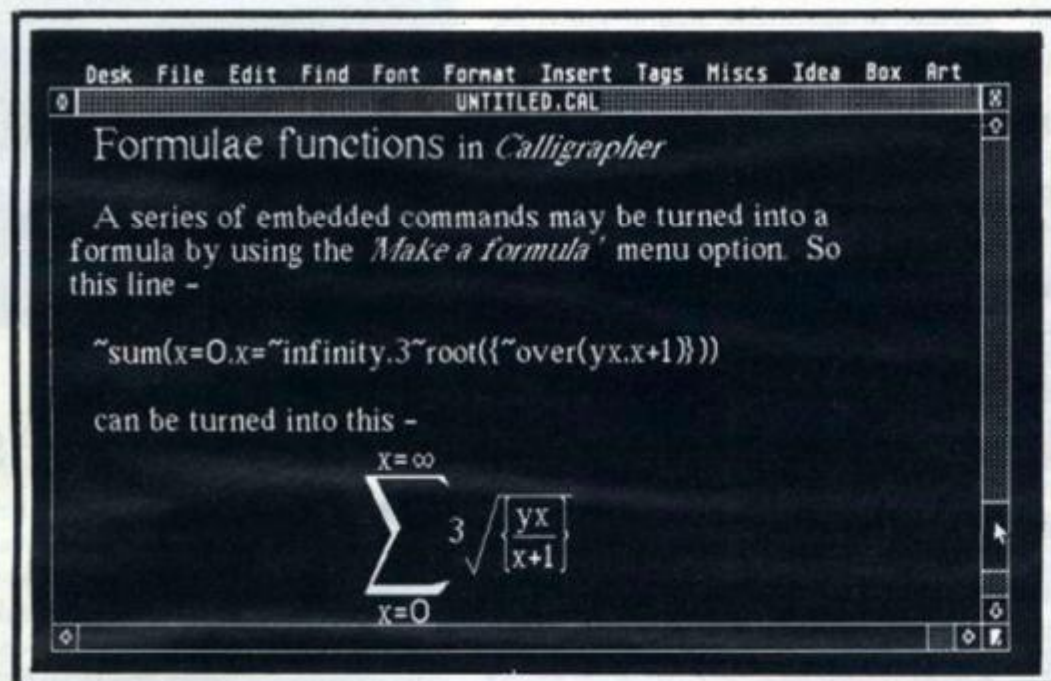 Desk File Edit Find Font Format Insert Tags Miscs Idea Box Art
UNTITLED.CAL
Formulae functions in Calligrapher
A series of embedded commands may be turned into a
formula by using the 'Make a formula' menu option. So
this line -
~sum(x=0.x=~infinity.3~root({~over(yx.x+1)}))
can be turned into this -
x=∞
∑ 3√{yx/x+1}
x=0